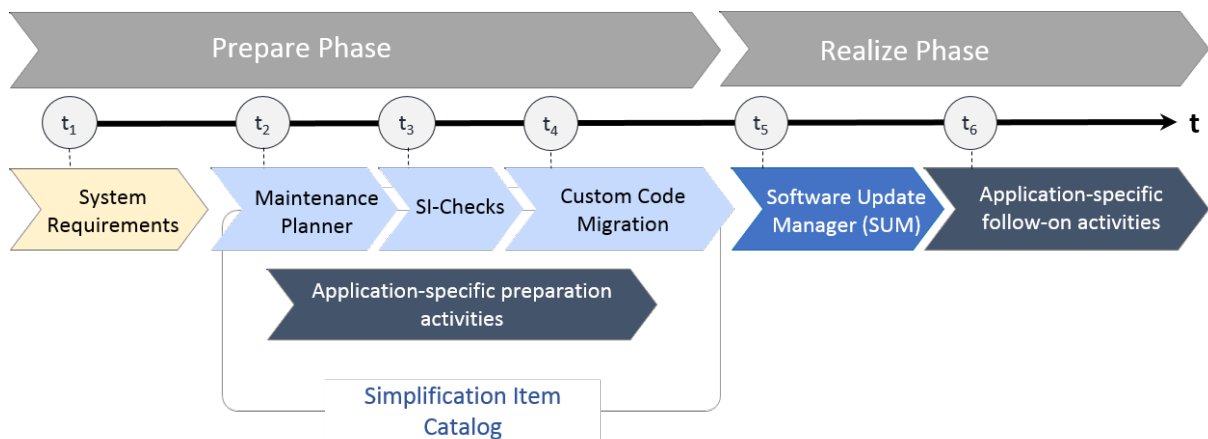 Prepare Phase
Realize Phase
t1
t2
t3
t4
t5
t6
t
System
Requirements
Maintenance
Planner
SI-Checks
Custom Code
Migration
Software Update
Manager (SUM)
Application-specific
follow-on activities
Application-specific preparation
activities
Simplification Item
Catalog